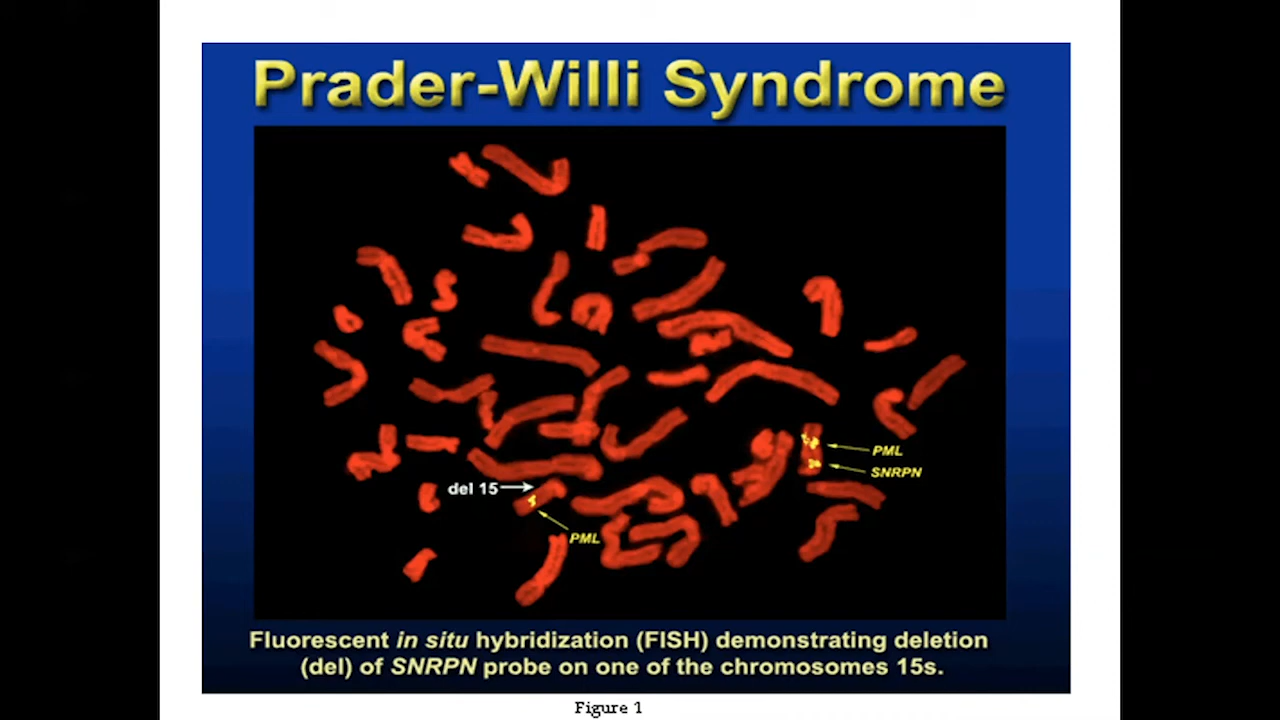 Prader-Willi Syndrome
PML
SNRPN
del 15
PML
Fluorescent in situ hybridization (FISH) demonstrating deletion
(del) of SNRPN probe on one of the chromosomes 15s.
Figure 1